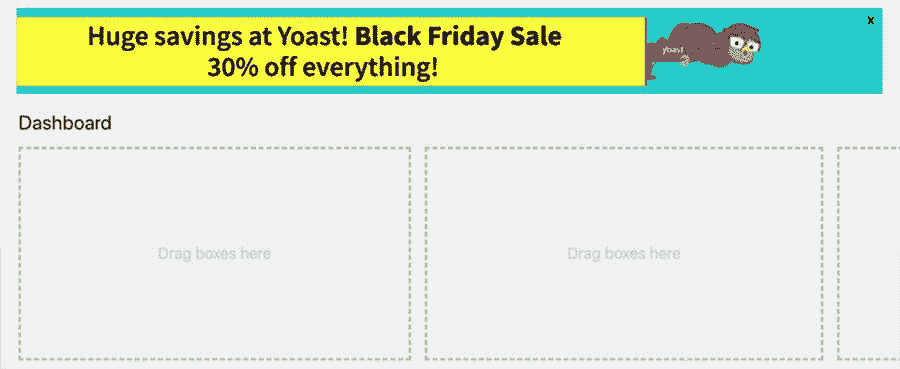 Huge savings at Yoast! Black Friday Sale
30% off everything!
x
yoast
Dashboard
Drag boxes here
Drag boxes here